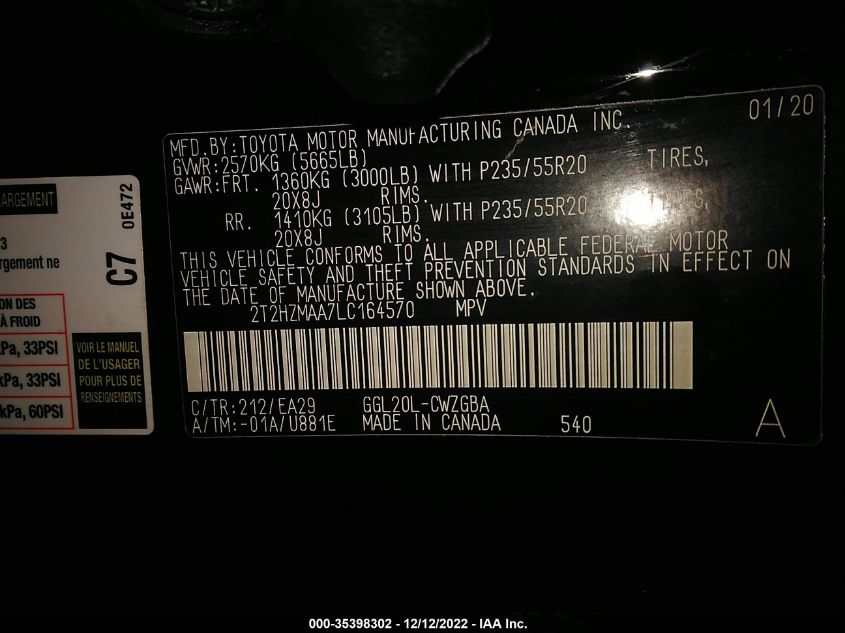 ARGEMENT
0E472
3
rgement ne
C7
ON DES
À FROID
kPa, 33PSI
kPa, 33PSI
kPa, 60PSI
VOIR LE MANUEL
DE L'USAGER
POUR PLUS DE
RENSEIGNEMENTS
01/20
MFD.BY:TOYOTA MOTOR MANUFACTURING CANADA INC.
GVWR:2570KG (5665LB)
GAWR:FRT. 1360KG (3000LB) WITH P235/55R20 TIRES,
20X8J RIMS.
RR. 1410KG (3105LB) WITH P235/55R20
20X8J RIMS.
THIS VEHICLE CONFORMS TO ALL APPLICABLE FEDERAL MOTOR
VEHICLE SAFETY AND THEFT PREVENTION STANDARDS IN EFFECT ON
THE DATE OF MANUFACTURE SHOWN ABOVE.
2T2HZMAA7LC164570 MPV
C/TR:212/EA29 GGL20L-CWZGBA
A/TM:-01A/U881E MADE IN CANADA 540 A
000-35398302 - 12/12/2022 - IAA Inc.